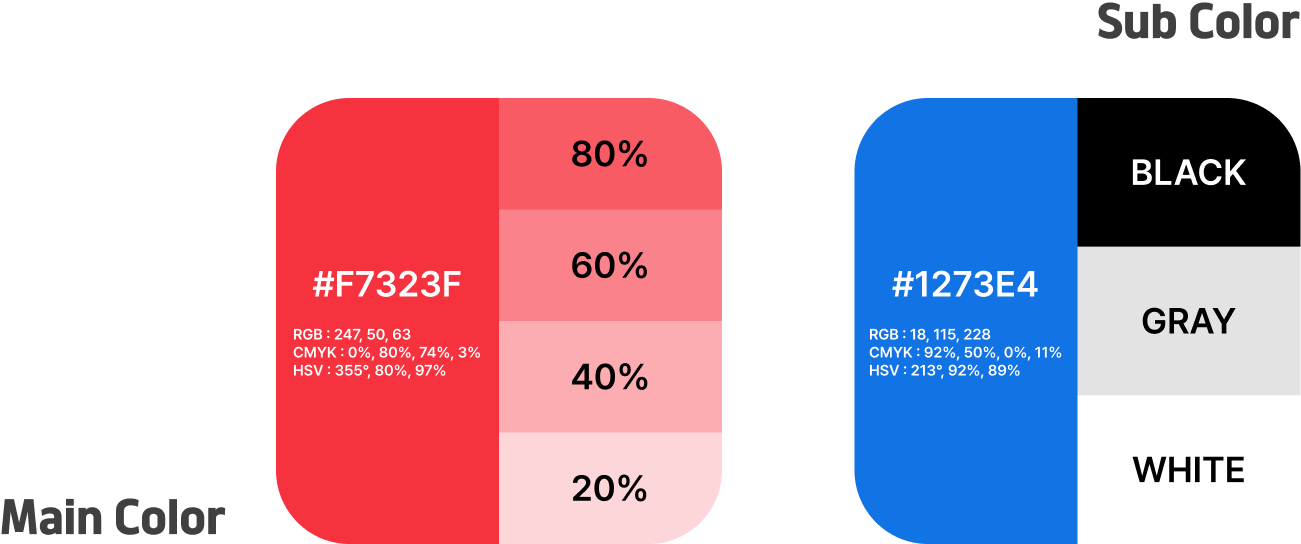 Sub Color
80%
60%
40%
20%
#F7323F
RGB : 247, 50, 63
CMYK : 0%, 80%, 74%, 3%
HSV : 355°, 80%, 97%
Main Color
#1273E4
RGB : 18, 115, 228
CMYK : 92%, 50%, 0%, 11%
HSV : 213°, 92%, 89%
BLACK
GRAY
WHITE